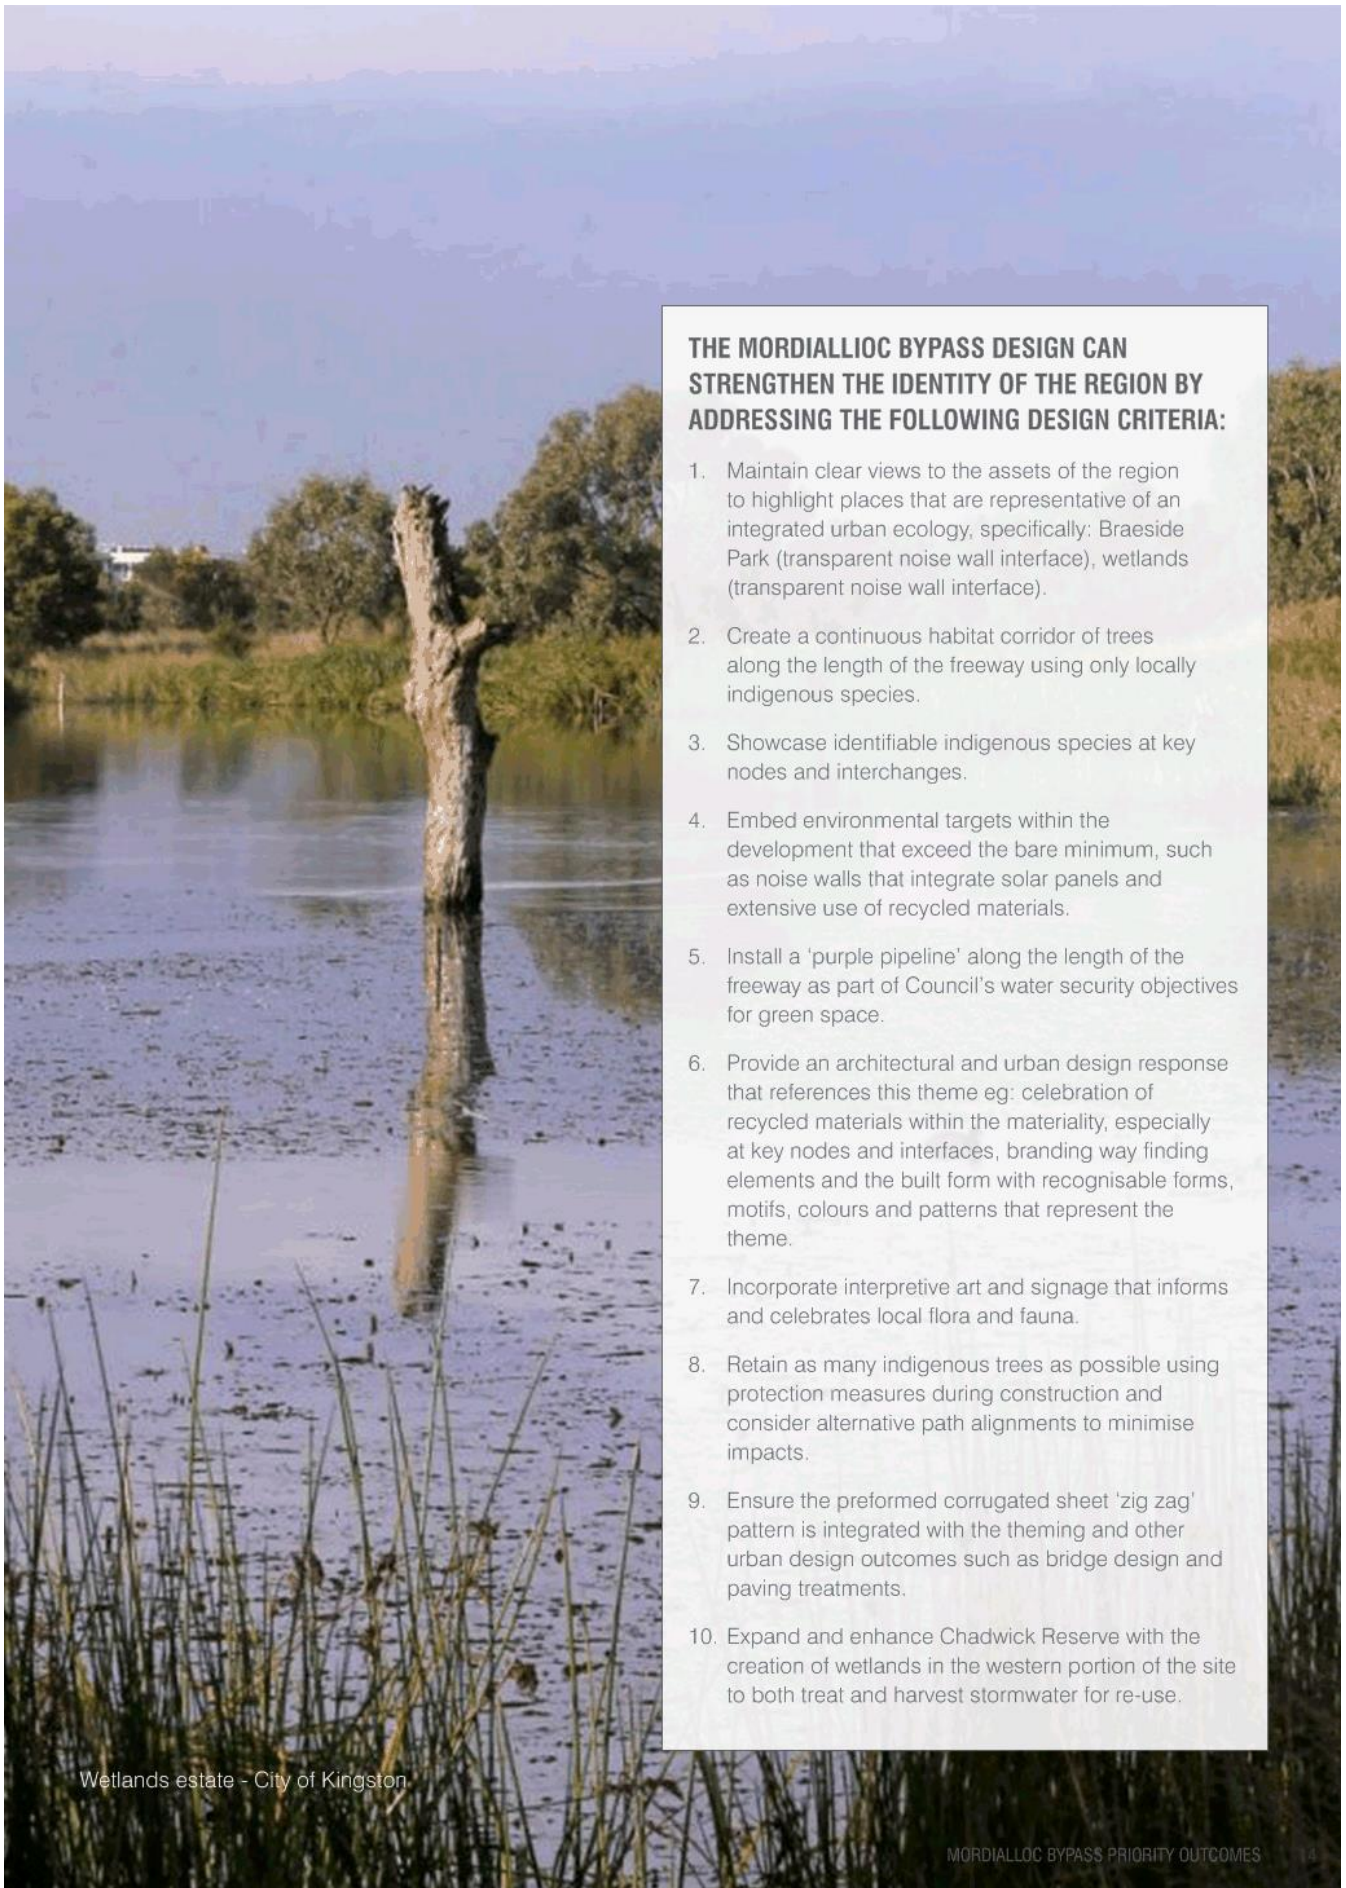 THE MORDIALLIOC BYPASS DESIGN CAN
STRENGTHEN THE IDENTITY OF THE REGION BY
ADDRESSING THE FOLLOWING DESIGN CRITERIA:
1. Maintain clear views to the assets of the region
to highlight places that are representative of an
integrated urban ecology, specifically: Braeside
Park (transparent noise wall interface), wetlands
(transparent noise wall interface).
2. Create a continuous habitat corridor of trees
along the length of the freeway using only locally
indigenous species.
3. Showcase identifiable indigenous species at key
nodes and interchanges.
4. Embed environmental targets within the
development that exceed the bare minimum, such
as noise walls that integrate solar panels and
extensive use of recycled materials.
5. Install a ‘purple pipeline’ along the length of the
freeway as part of Council’s water security objectives
for green space.
6. Provide an architectural and urban design response
that references this theme eg: celebration of
recycled materials within the materiality, especially
at key nodes and interfaces, branding way finding
elements and the built form with recognisable forms,
motifs, colours and patterns that represent the
theme.
7. Incorporate interpretive art and signage that informs
and celebrates local flora and fauna.
8. Retain as many indigenous trees as possible using
protection measures during construction and
consider alternative path alignments to minimise
impacts.
9. Ensure the preformed corrugated sheet ‘zig zag’
pattern is integrated with the theming and other
urban design outcomes such as bridge design and
paving treatments.
10. Expand and enhance Chadwick Reserve with the
creation of wetlands in the western portion of the site
to both treat and harvest stormwater for re-use.
Wetlands estate - City of Kingston
MORDIALLOC BYPASS PRIORITY OUTCOMES